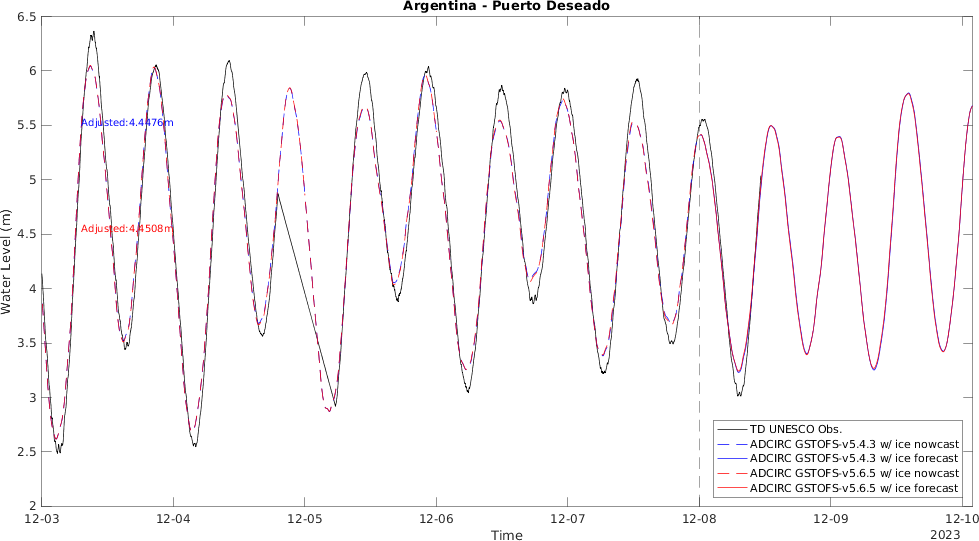 Argentina - Puerto Deseado
6.5
6
5.5
5
4.5
4
3.5
3
2.5
2
Water Level (m)
Adjusted:4.4476m
Adjusted:4.4508m
TD UNESCO Obs.
ADCIRC GSTOFS-v5.4.3 w/ ice nowcast
ADCIRC GSTOFS-v5.4.3 w/ ice forecast
ADCIRC GSTOFS-v5.6.5 w/ ice nowcast
ADCIRC GSTOFS-v5.6.5 w/ ice forecast
12-03 12-04 12-05 12-06 12-07 12-08 12-09 12-10
Time
2023